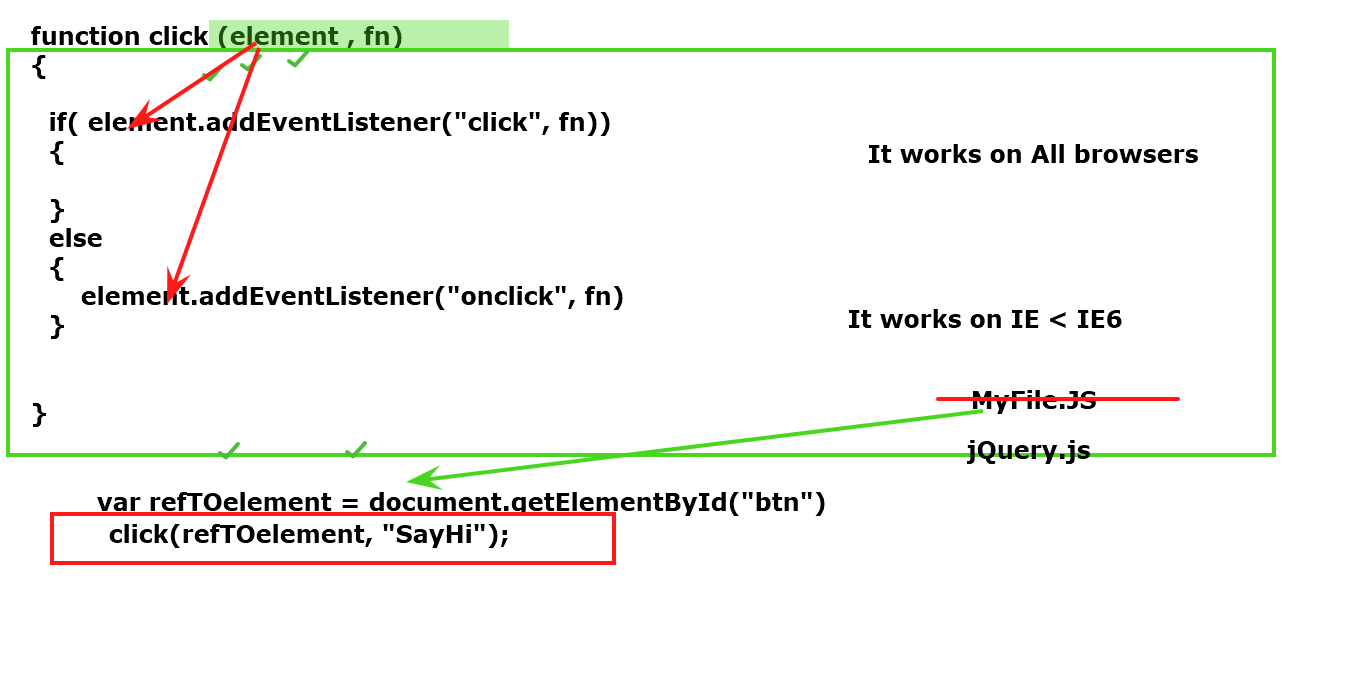 function click (element , fn)
{
if( element.addEventListener("click", fn))
{
It works on All browsers
}
else
{
element.addEventListener("onclick", fn)
}
It works on IE < IE6
MyFile.JS
}
jQuery.js
var refTOelement = document.getElementById("btn")
click(refTOelement, "SayHi");